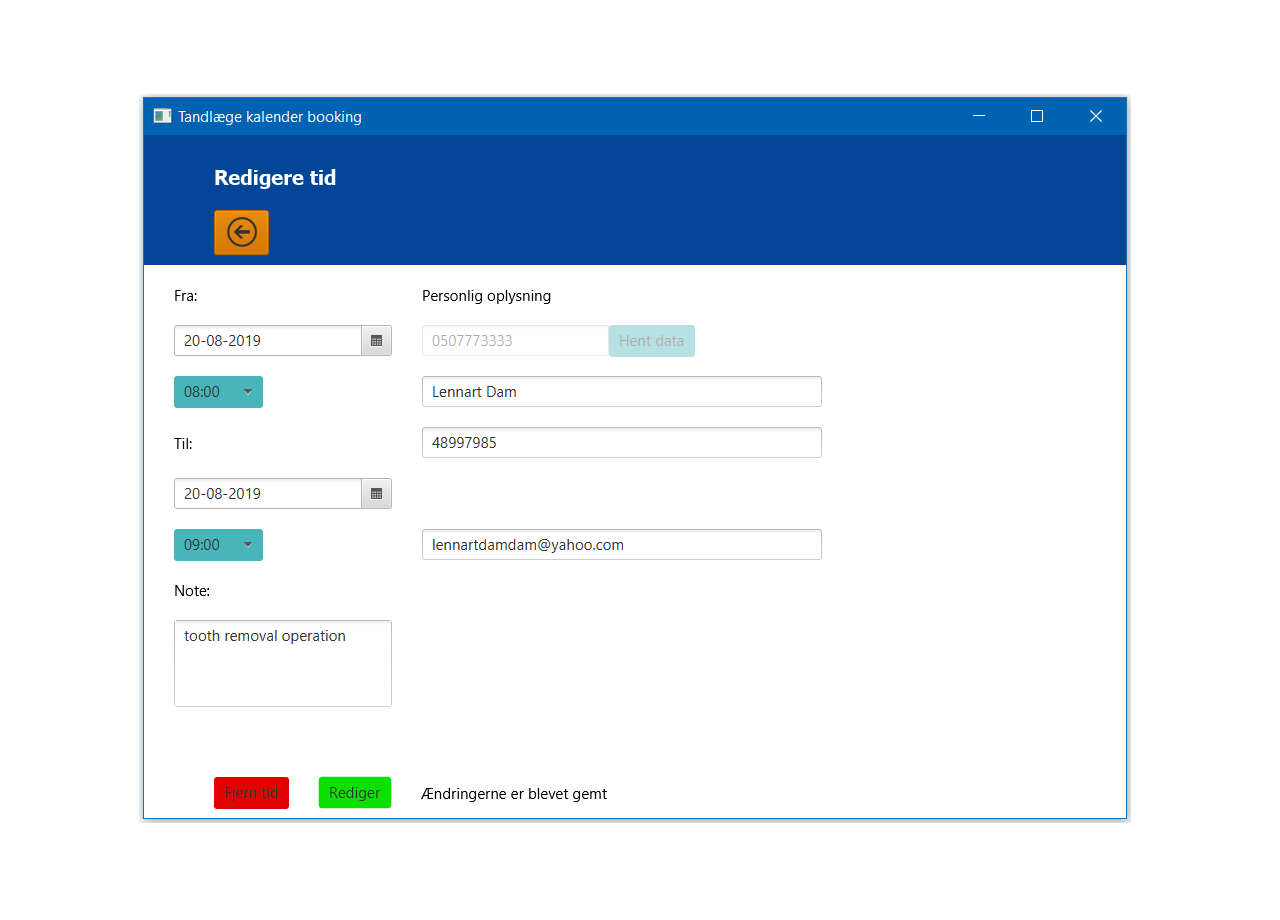 Tandlæge kalender booking
Redigere tid
Fra:
Personlig oplysning
20-08-2019
0507773333
Hent data
08:00
Lennart Dam
Til:
48997985
20-08-2019
09:00
lennartdamdam@yahoo.com
Note:
tooth removal operation
Fjern tid
Rediger
Ændringerne er blevet gemt